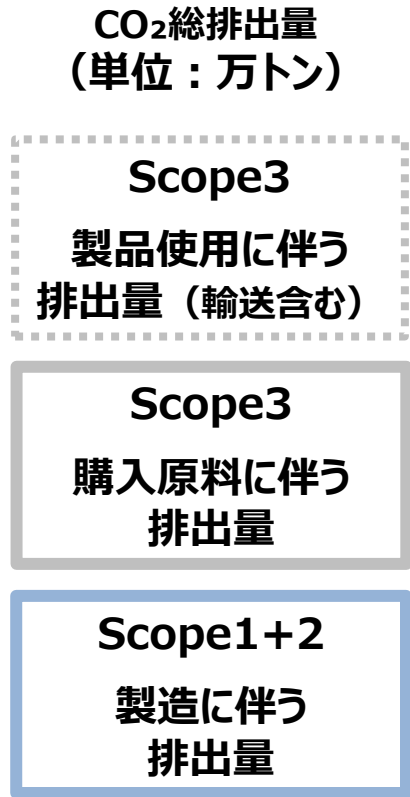 CO₂総排出量
（単位：万トン）
Scope3
製品使用に伴う
排出量（輸送含む）
Scope3
購入原料に伴う
排出量
Scope1+2
製造に伴う
排出量